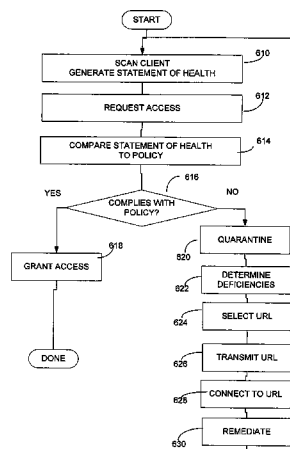 START
SCAN CLIENT
GENERATE STATEMENT OF HEALTH
610
REQUEST ACCESS
612
COMPARE STATEMENT OF HEALTH
TO POLICY
614
616
YES
COMPLIES WITH
POLICY?
NO
618
GRANT ACCESS
DONE
QUARANTINE
620
DETERMINE
DEFICIENCIES
622
SELECT URL
624
TRANSMIT URL
626
CONNECT TO URL
628
REMEDIATE
630